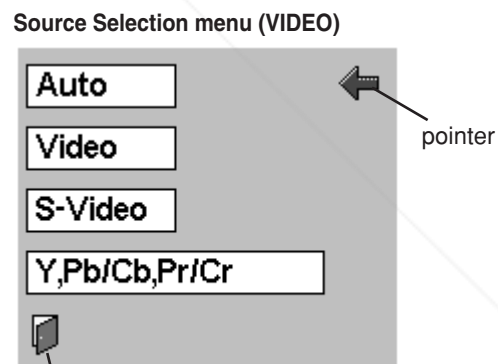 Source Selection menu (VIDEO)
Auto
pointer
Video
S-Video
Y,Pb/Cb,Pr/Cr